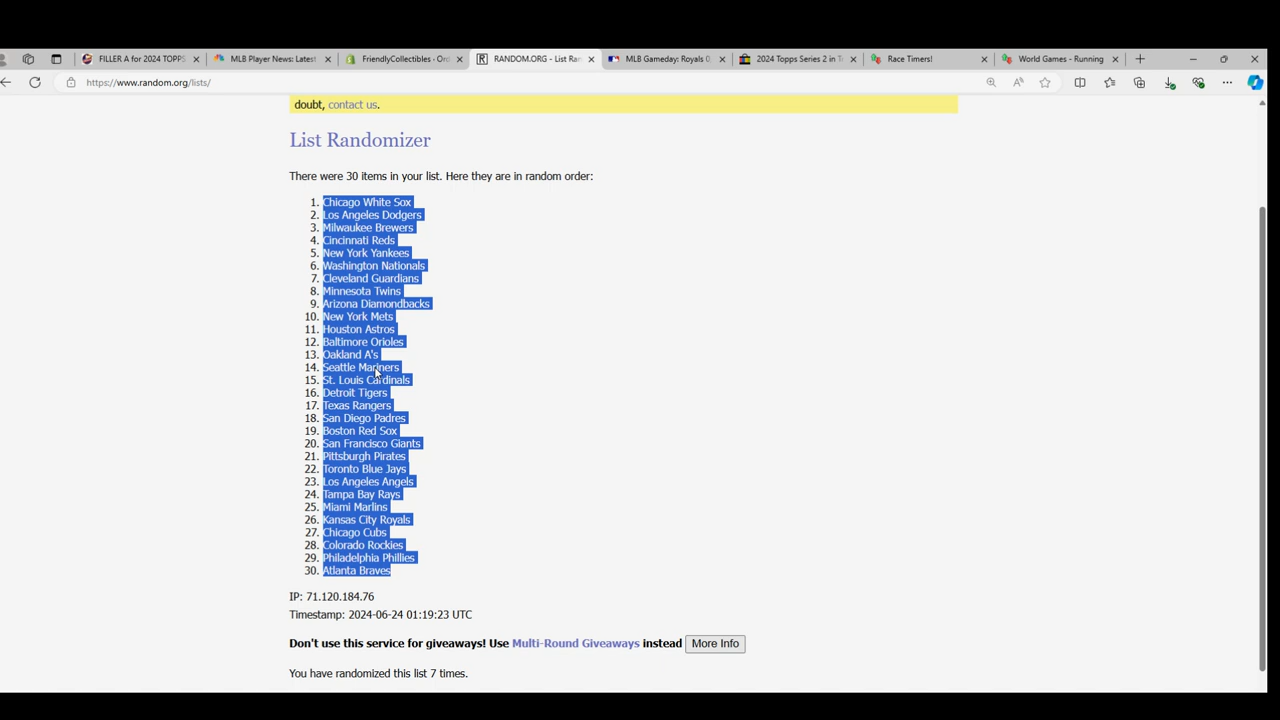 FILLER A for 2024 TOPPS
MLB Player News: Latest
FriendlyCollectibles - Ord
RANDOM.ORG - List Ran
MLB Gameday: Royals 0,
2024 Topps Series 2 in T
Race Timers!
World Games - Running
https://www.random.org/lists/
doubt, contact us.
List Randomizer
There were 30 items in your list. Here they are in random order:
1. Chicago White Sox
2. Los Angeles Dodgers
3. Milwaukee Brewers
4. Cincinnati Reds
5. New York Yankees
6. Washington Nationals
7. Cleveland Guardians
8. Minnesota Twins
9. Arizona Diamondbacks
10. New York Mets
11. Houston Astros
12. Baltimore Orioles
13. Oakland A's
14. Seattle Mariners
15. St. Louis Cardinals
16. Detroit Tigers
17. Texas Rangers
18. San Diego Padres
19. Boston Red Sox
20. San Francisco Giants
21. Pittsburgh Pirates
22. Toronto Blue Jays
23. Los Angeles Angels
24. Tampa Bay Rays
25. Miami Marlins
26. Kansas City Royals
27. Chicago Cubs
28. Colorado Rockies
29. Philadelphia Phillies
30. Atlanta Braves
IP: 71.120.184.76
Timestamp: 2024-06-24 01:19:23 UTC
Don't use this service for giveaways! Use Multi-Round Giveaways instead More Info
You have randomized this list 7 times.